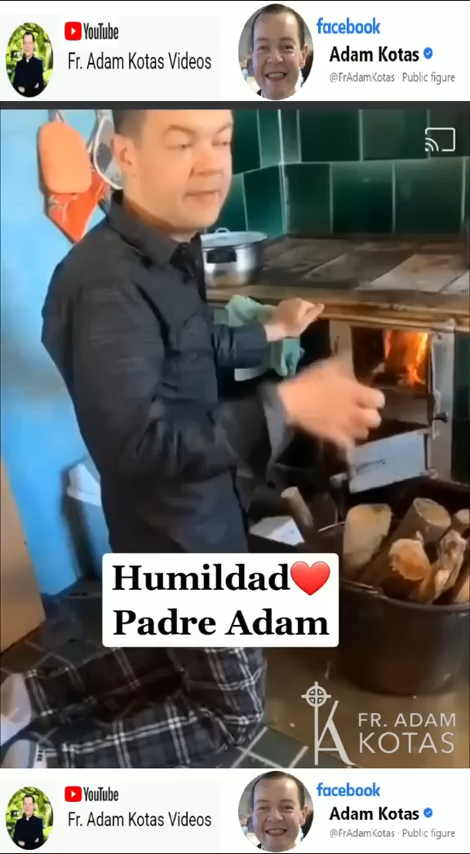 YouTube
Fr. Adam Kotas Videos
facebook
Adam Kotas
@FrAdamKotas · Public figure
Humildad❤️
Padre Adam
FR. ADAM
KOTAS
YouTube
Fr. Adam Kotas Videos
facebook
Adam Kotas
@FrAdamKotas · Public figure